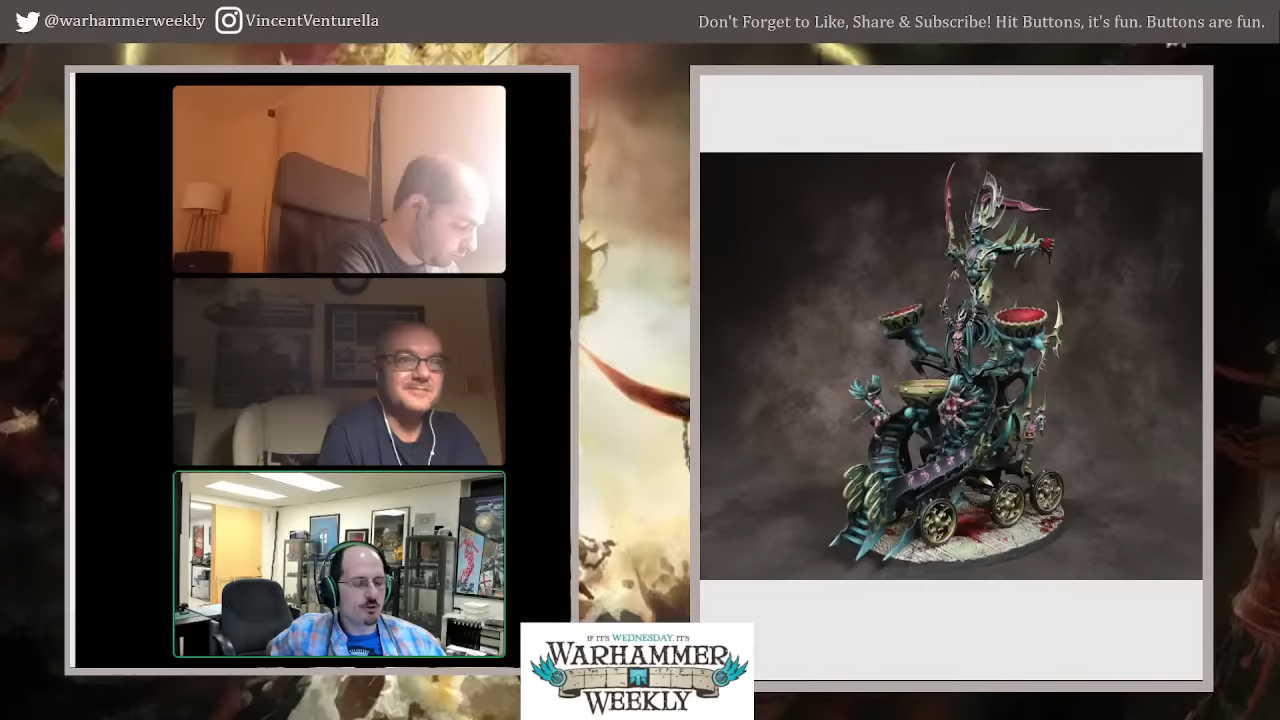 @warhammerweekly VincentVenturella Don't Forget to Like, Share & Subscribe! Hit Buttons, it's fun. Buttons are fun.
IF IT'S WEDNESDAY, IT'S
WARHAMMER
WEEKLY